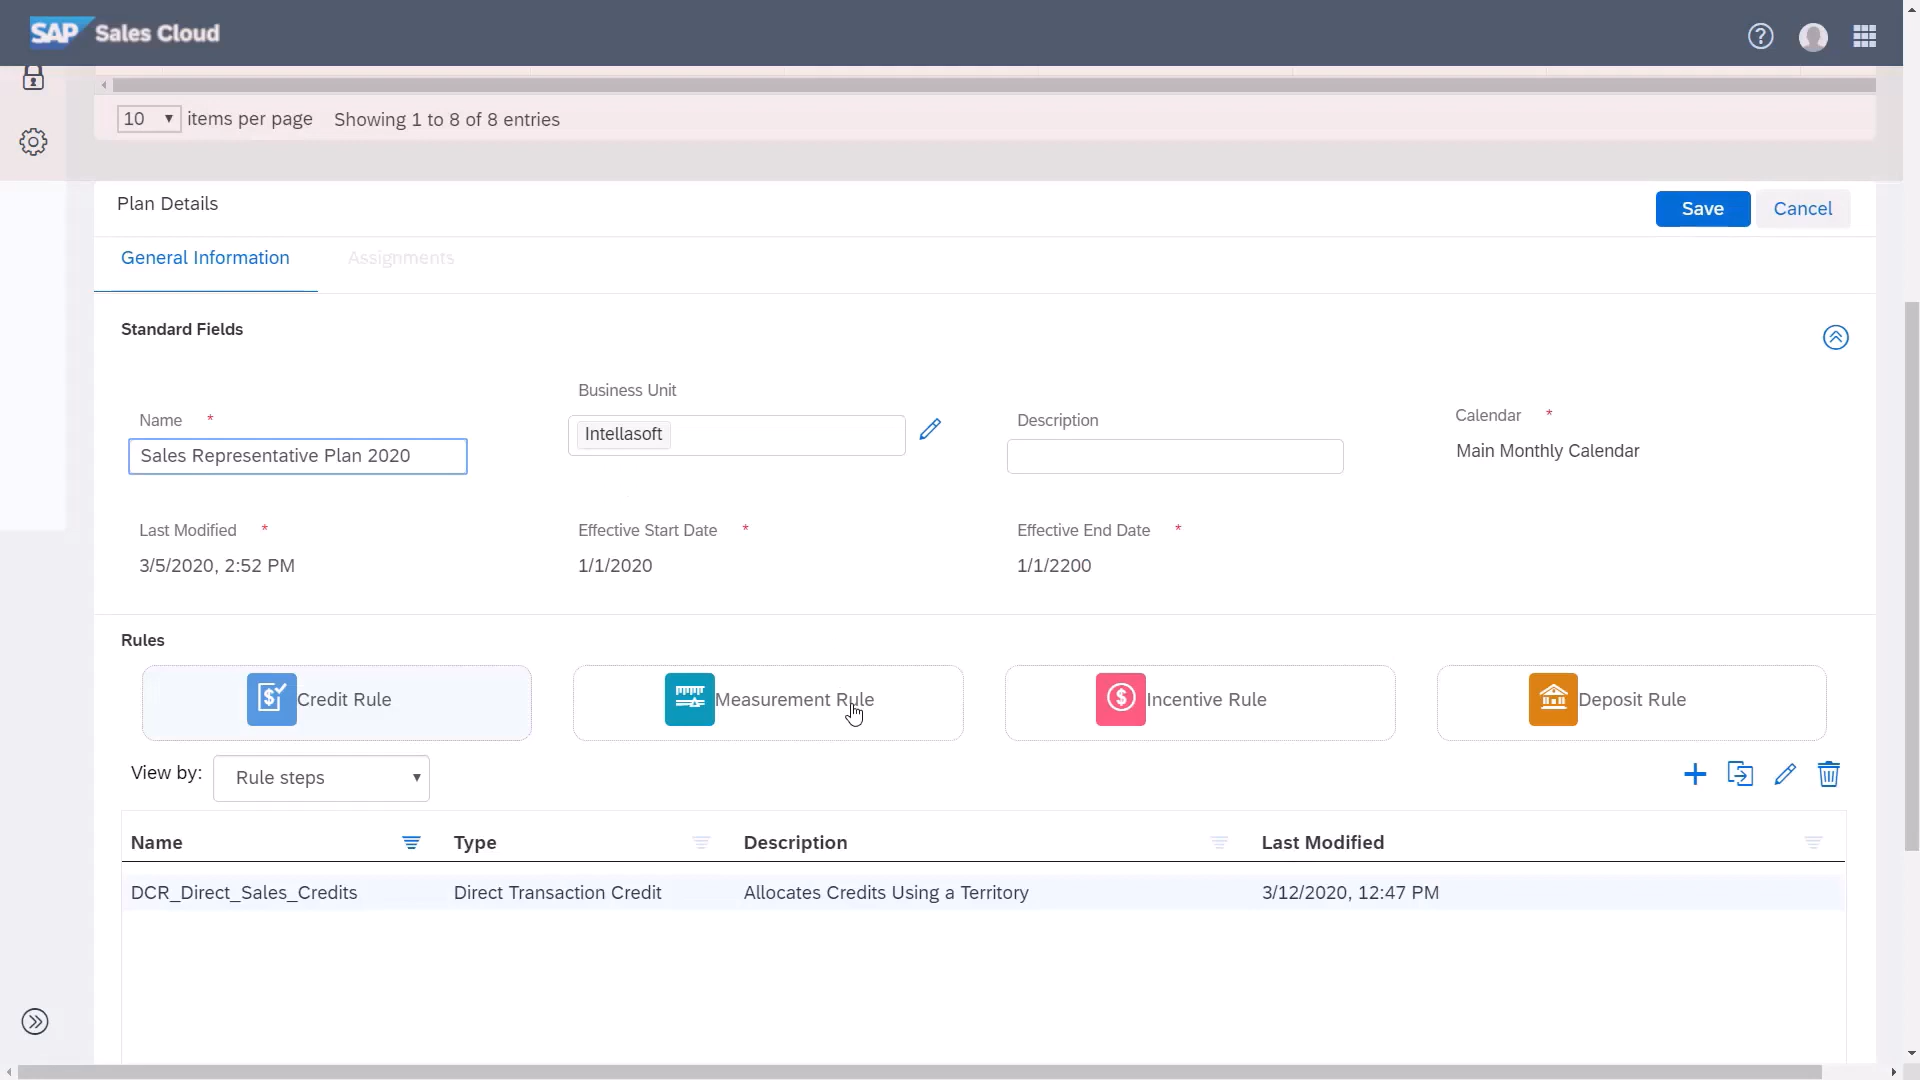 SAP Sales Cloud
10 items per page Showing 1 to 8 of 8 entries
Plan Details
Save Cancel
General Information Assignments
Standard Fields
Name * Business Unit Description Calendar *
Sales Representative Plan 2020 Intellasoft Main Monthly Calendar
Last Modified * Effective Start Date * Effective End Date *
3/5/2020, 2:52 PM 1/1/2020 1/1/2200
Rules
Credit Rule Measurement Rule Incentive Rule Deposit Rule
View by: Rule steps
Name Type Description Last Modified
DCR_Direct_Sales_Credits Direct Transaction Credit Allocates Credits Using a Territory 3/12/2020, 12:47 PM